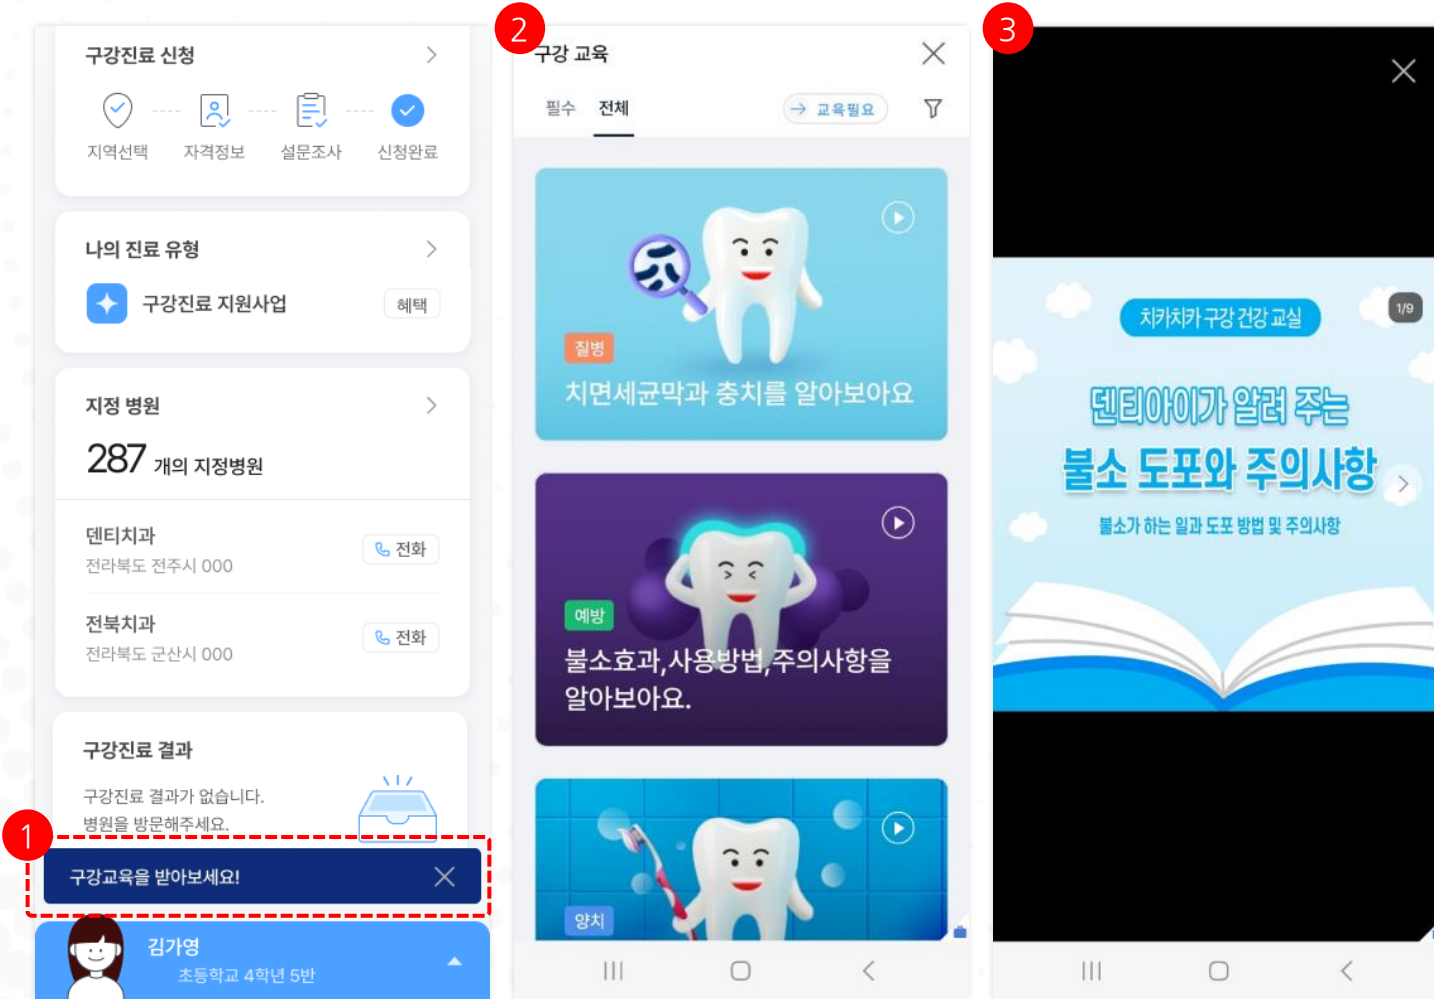 구강진료 신청
지역선택
자격정보
설문조사
신청완료
나의 진료 유형
구강진료 지원사업
혜택
지정 병원
287 개의 지정병원
덴티치과
전라북도 전주시 000
전화
전북치과
전라북도 군산시 000
전화
구강진료 결과
구강진료 결과가 없습니다.
병원을 방문해주세요.
1
구강교육을 받아보세요!
김가영
초등학교 4학년 5반
2
구강 교육
필수
전체
교육필요
질병
치면세균막과 충치를 알아보아요
예방
불소효과,사용방법,주의사항을
알아보아요.
양치
3
1/9
치카치카 구강 건강 교실
덴티아이가 알려 주는
불소 도포와 주의사항
불소가 하는 일과 도포 방법 및 주의사항